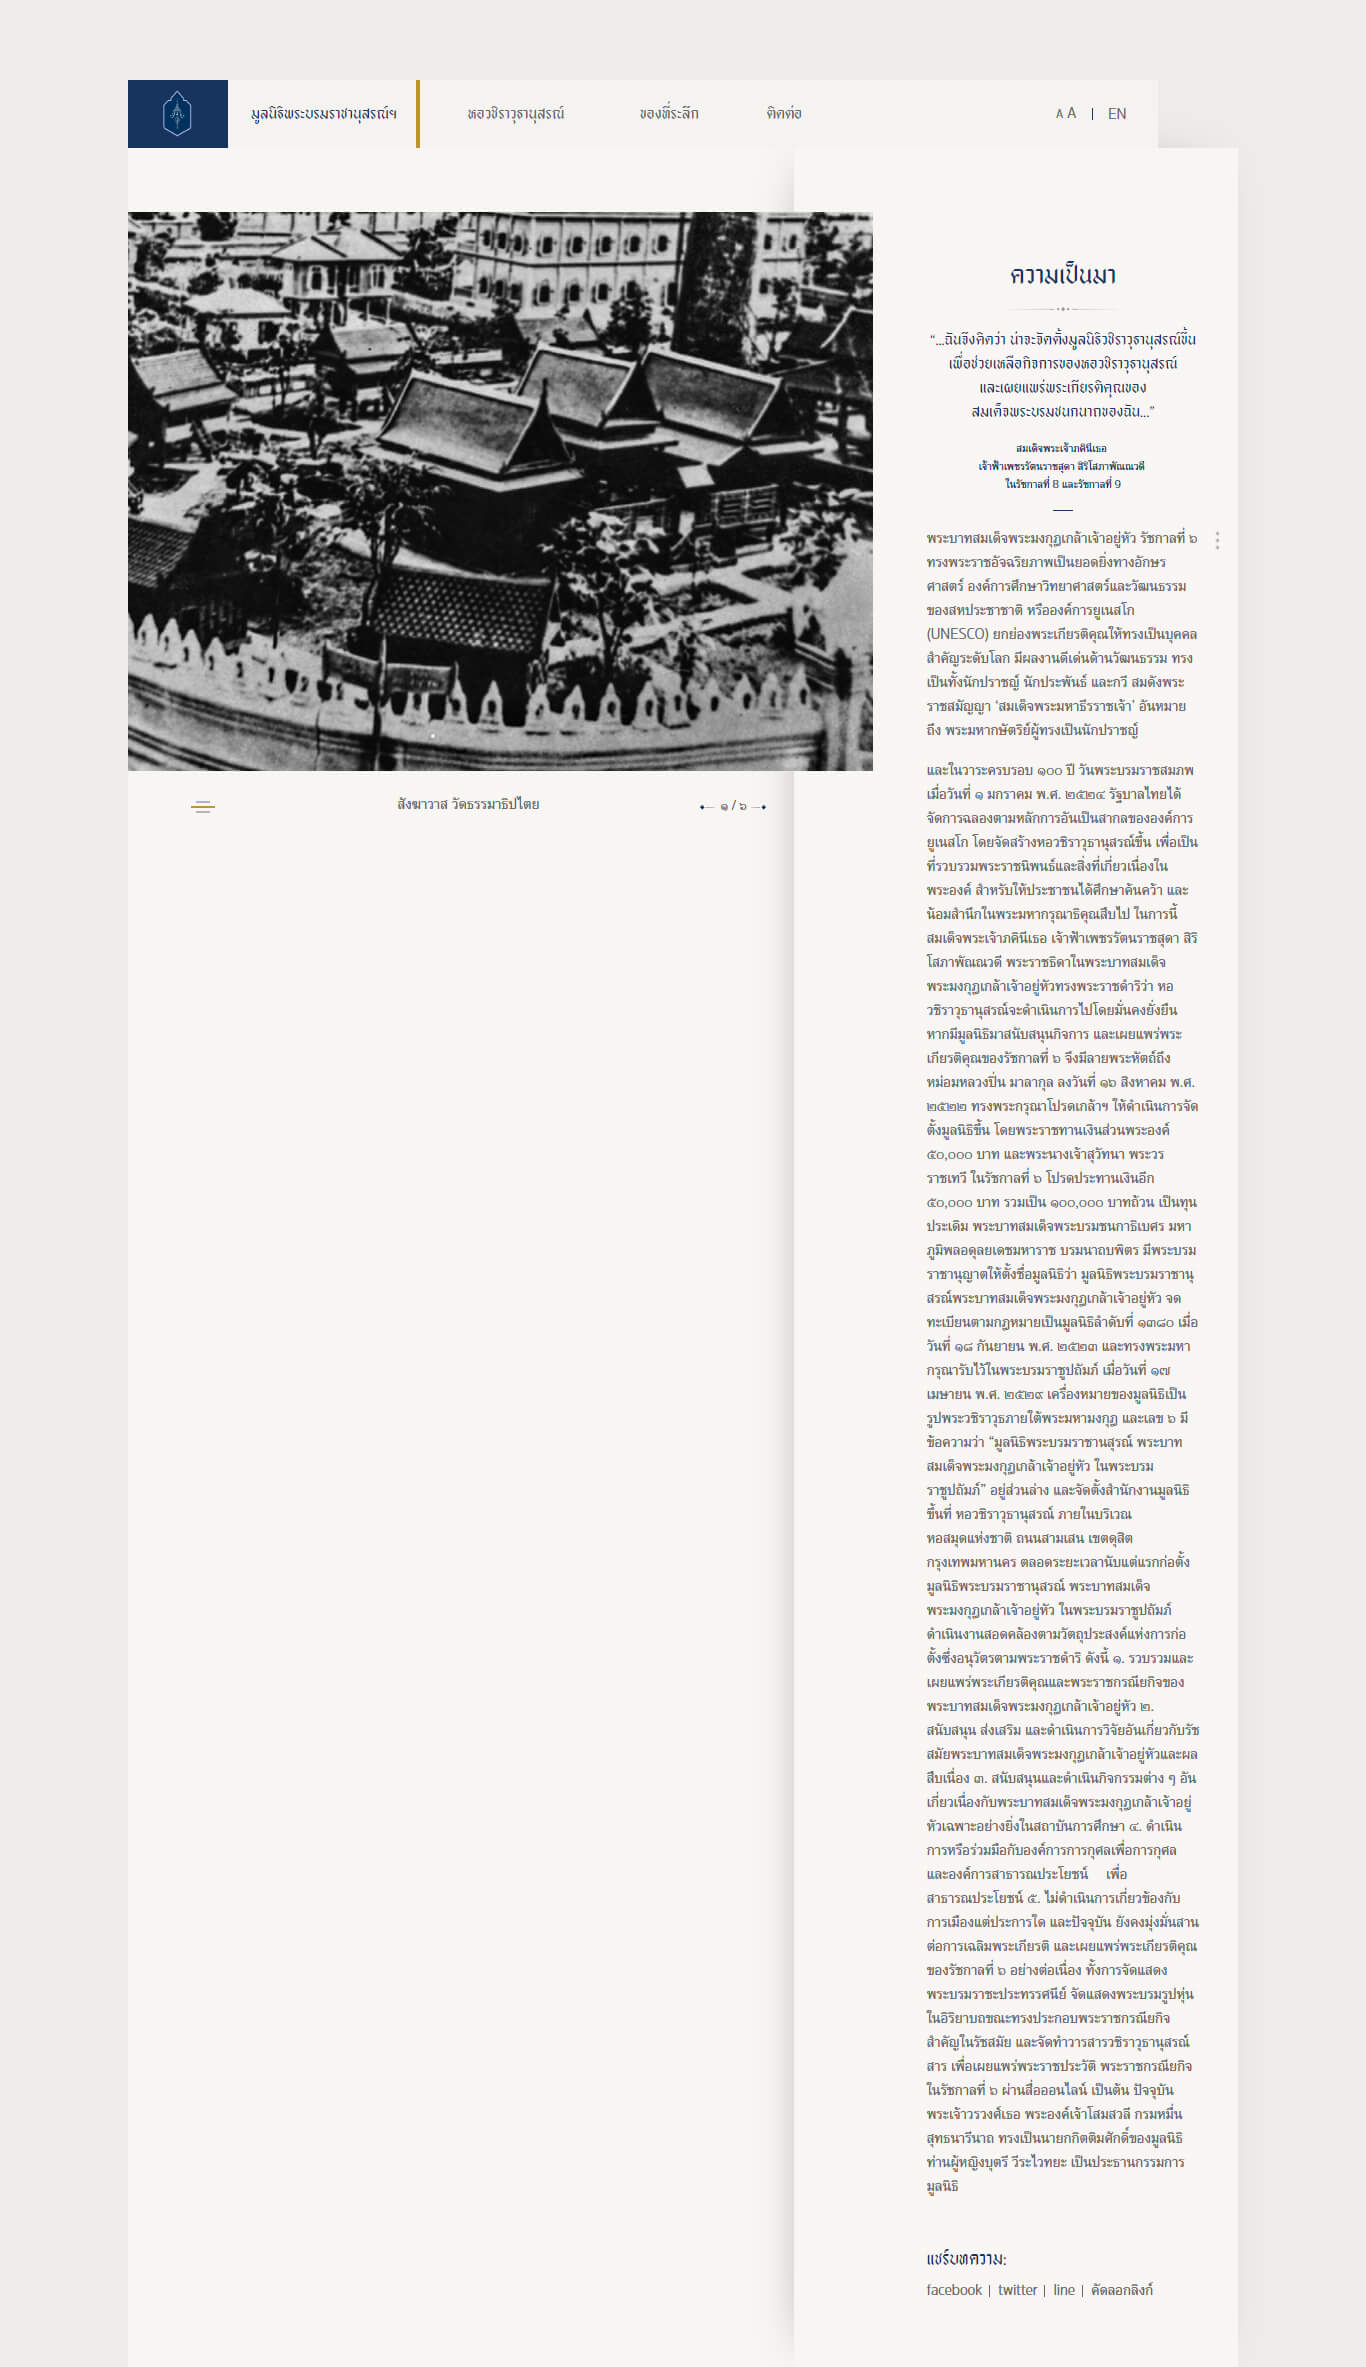 มูลนิธิพระบรมราชานุสรณ์ฯ
หอวชิราวุธานุสรณ์
ของที่ระลึก
ติดต่อ
A A | EN
ความเป็นมา
“...ฉันจึงคิดว่า น่าจะจัดตั้งมูลนิธิวชิราวุธานุสรณ์ขึ้น
เพื่อช่วยเหลือกิจการของหอวชิราวุธานุสรณ์
และเผยแพร่พระเกียรติคุณของ
สมเด็จพระบรมชนกนาถของฉัน...”
สมเด็จพระเจ้าภคินีเธอ
เจ้าฟ้าเพชรรัตนราชสุดา สิริโสภาพัณณวดี
ในรัชกาลที่ 8 และรัชกาลที่ 9
พระบาทสมเด็จพระมงกุฎเกล้าเจ้าอยู่หัว รัชกาลที่ ๖
ทรงพระราชอัจฉริยภาพเป็นยอดยิ่งทางอักษร
ศาสตร์ องค์การศึกษาวิทยาศาสตร์และวัฒนธรรม
ของสหประชาชาติ หรือองค์การยูเนสโก
(UNESCO) ยกย่องพระเกียรติคุณให้ทรงเป็นบุคคล
สำคัญระดับโลก มีผลงานดีเด่นด้านวัฒนธรรม ทรง
เป็นทั้งนักปราชญ์ นักประพันธ์ และกวี สมดังพระ
ราชสมัญญา ‘สมเด็จพระมหาธีรราชเจ้า’ อันหมาย
ถึง พระมหากษัตริย์ผู้ทรงเป็นนักปราชญ์
และในวาระครบรอบ ๑๐๐ ปี วันพระบรมราชสมภพ
เมื่อวันที่ ๑ มกราคม พ.ศ. ๒๕๒๔ รัฐบาลไทยได้
จัดการฉลองตามหลักการอันเป็นสากลขององค์การ
ยูเนสโก โดยจัดสร้างหอวชิราวุธานุสรณ์ขึ้น เพื่อเป็น
ที่รวบรวมพระราชนิพนธ์และสิ่งที่เกี่ยวเนื่องใน
พระองค์ สำหรับให้ประชาชนได้ศึกษาค้นคว้า และ
น้อมสำนึกในพระมหากรุณาธิคุณสืบไป ในการนี้
สมเด็จพระเจ้าภคินีเธอ เจ้าฟ้าเพชรรัตนราชสุดา สิริ
โสภาพัณณวดี พระราชธิดาในพระบาทสมเด็จ
พระมงกุฎเกล้าเจ้าอยู่หัวทรงพระราชดำริว่า หอ
วชิราวุธานุสรณ์จะดำเนินการไปโดยมั่นคงยั่งยืน
หากมีมูลนิธิมาสนับสนุนกิจการ และเผยแพร่พระ
เกียรติคุณของรัชกาลที่ ๖ จึงมีลายพระหัตถ์ถึง
หม่อมหลวงปิ่น มาลากุล ลงวันที่ ๑๖ สิงหาคม พ.ศ.
๒๕๒๒ ทรงพระกรุณาโปรดเกล้าฯ ให้ดำเนินการจัด
ตั้งมูลนิธิขึ้น โดยพระราชทานเงินส่วนพระองค์
๕๐,๐๐๐ บาท และพระนางเจ้าสุวัทนา พระวร
ราชเทวี ในรัชกาลที่ ๖ โปรดประทานเงินอีก
๕๐,๐๐๐ บาท รวมเป็น ๑๐๐,๐๐๐ บาทถ้วน เป็นทุน
ประเดิม พระบาทสมเด็จพระบรมชนกาธิเบศร มหา
ภูมิพลอดุลยเดชมหาราช บรมนาถบพิตร มีพระบรม
ราชานุญาตให้ตั้งชื่อมูลนิธิว่า มูลนิธิพระบรมราชานุ
สรณ์พระบาทสมเด็จพระมงกุฎเกล้าเจ้าอยู่หัว จด
ทะเบียนตามกฎหมายเป็นมูลนิธิลำดับที่ ๑๓๘๐ เมื่อ
วันที่ ๑๘ กันยายน พ.ศ. ๒๕๒๓ และทรงพระมหา
กรุณารับไว้ในพระบรมราชูปถัมภ์ เมื่อวันที่ ๑๗
เมษายน พ.ศ. ๒๕๒๙ เครื่องหมายของมูลนิธิเป็น
รูปพระวชิราวุธภายใต้พระมหามงกุฎ และเลข ๖ มี
ข้อความว่า “มูลนิธิพระบรมราชานสุรณ์ พระบาท
สมเด็จพระมงกุฎเกล้าเจ้าอยู่หัว ในพระบรม
ราชูปถัมภ์” อยู่ส่วนล่าง และจัดตั้งสำนักงานมูลนิธิ
ขึ้นที่ หอวชิราวุธานุสรณ์ ภายในบริเวณ
หอสมุดแห่งชาติ ถนนสามเสน เขตดุสิต
กรุงเทพมหานคร ตลอดระยะเวลานับแต่แรกก่อตั้ง
มูลนิธิพระบรมราชานุสรณ์ พระบาทสมเด็จ
พระมงกุฎเกล้าเจ้าอยู่หัว ในพระบรมราชูปถัมภ์
ดำเนินงานสอดคล้องตามวัตถุประสงค์แห่งการก่อ
ตั้งซึ่งอนุวัตรตามพระราชดำริ ดังนี้ ๑. รวบรวมและ
เผยแพร่พระเกียรติคุณและพระราชกรณียกิจของ
พระบาทสมเด็จพระมงกุฎเกล้าเจ้าอยู่หัว ๒.
สนับสนุน ส่งเสริม และดำเนินการวิจัยอันเกี่ยวกับรัช
สมัยพระบาทสมเด็จพระมงกุฎเกล้าเจ้าอยู่หัวและผล
สืบเนื่อง ๓. สนับสนุนและดำเนินกิจกรรมต่าง ๆ อัน
เกี่ยวเนื่องกับพระบาทสมเด็จพระมงกุฎเกล้าเจ้าอยู่
หัวเฉพาะอย่างยิ่งในสถาบันการศึกษา ๔. ดำเนิน
การหรือร่วมมือกับองค์การการกุศลเพื่อการกุศล
และองค์การสาธารณประโยชน์ เพื่อ
สาธารณประโยชน์ ๕. ไม่ดำเนินการเกี่ยวข้องกับ
การเมืองแต่ประการใด และปัจจุบัน ยังคงมุ่งมั่นสาน
ต่อการเฉลิมพระเกียรติ และเผยแพร่พระเกียรติคุณ
ของรัชกาลที่ ๖ อย่างต่อเนื่อง ทั้งการจัดแสดง
พระบรมราชะประทรรศนีย์ จัดแสดงพระบรมรูปหุ่น
ในอิริยาบถขณะทรงประกอบพระราชกรณียกิจ
สำคัญในรัชสมัย และจัดทำวารสารวชิราวุธานุสรณ์
สาร เพื่อเผยแพร่พระราชประวัติ พระราชกรณียกิจ
ในรัชกาลที่ ๖ ผ่านสื่อออนไลน์ เป็นต้น ปัจจุบัน
พระเจ้าวรวงศ์เธอ พระองค์เจ้าโสมสวลี กรมหมื่น
สุทธนารีนาถ ทรงเป็นนายกกิตติมศักดิ์ของมูลนิธิ
ท่านผู้หญิงบุตรี วีระไวทยะ เป็นประธานกรรมการ
มูลนิธิ
สังฆาวาส วัดธรรมาธิปไตย
๑ / ๖
แชร์บทความ:
facebook | twitter | line | คัดลอกลิงก์